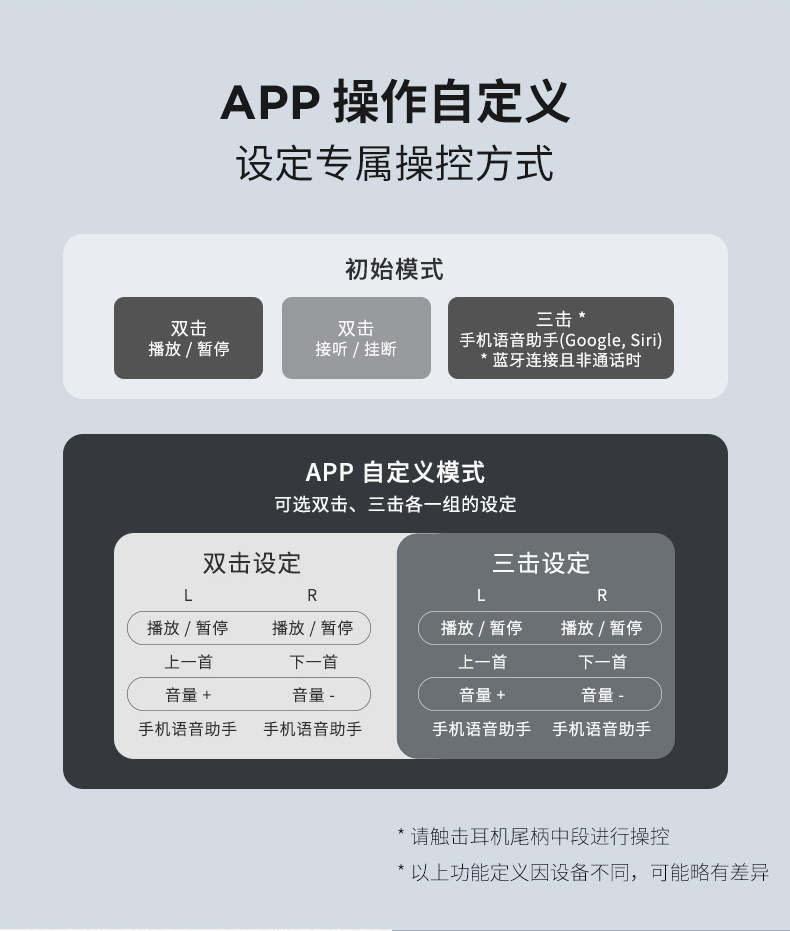 APP 操作自定义
设定专属操控方式
初始模式
双击
播放 / 暂停
双击
接听 / 挂断
三击 *
手机语音助手(Google, Siri)
* 蓝牙连接且非通话时
APP 自定义模式
可选双击、三击各一组的设定
双击设定
L R
播放 / 暂停 播放 / 暂停
上一首 下一首
音量 + 音量 -
手机语音助手 手机语音助手
三击设定
L R
播放 / 暂停 播放 / 暂停
上一首 下一首
音量 + 音量 -
手机语音助手 手机语音助手
* 请触击耳机尾柄中段进行操控
* 以上功能定义因设备不同，可能略有差异